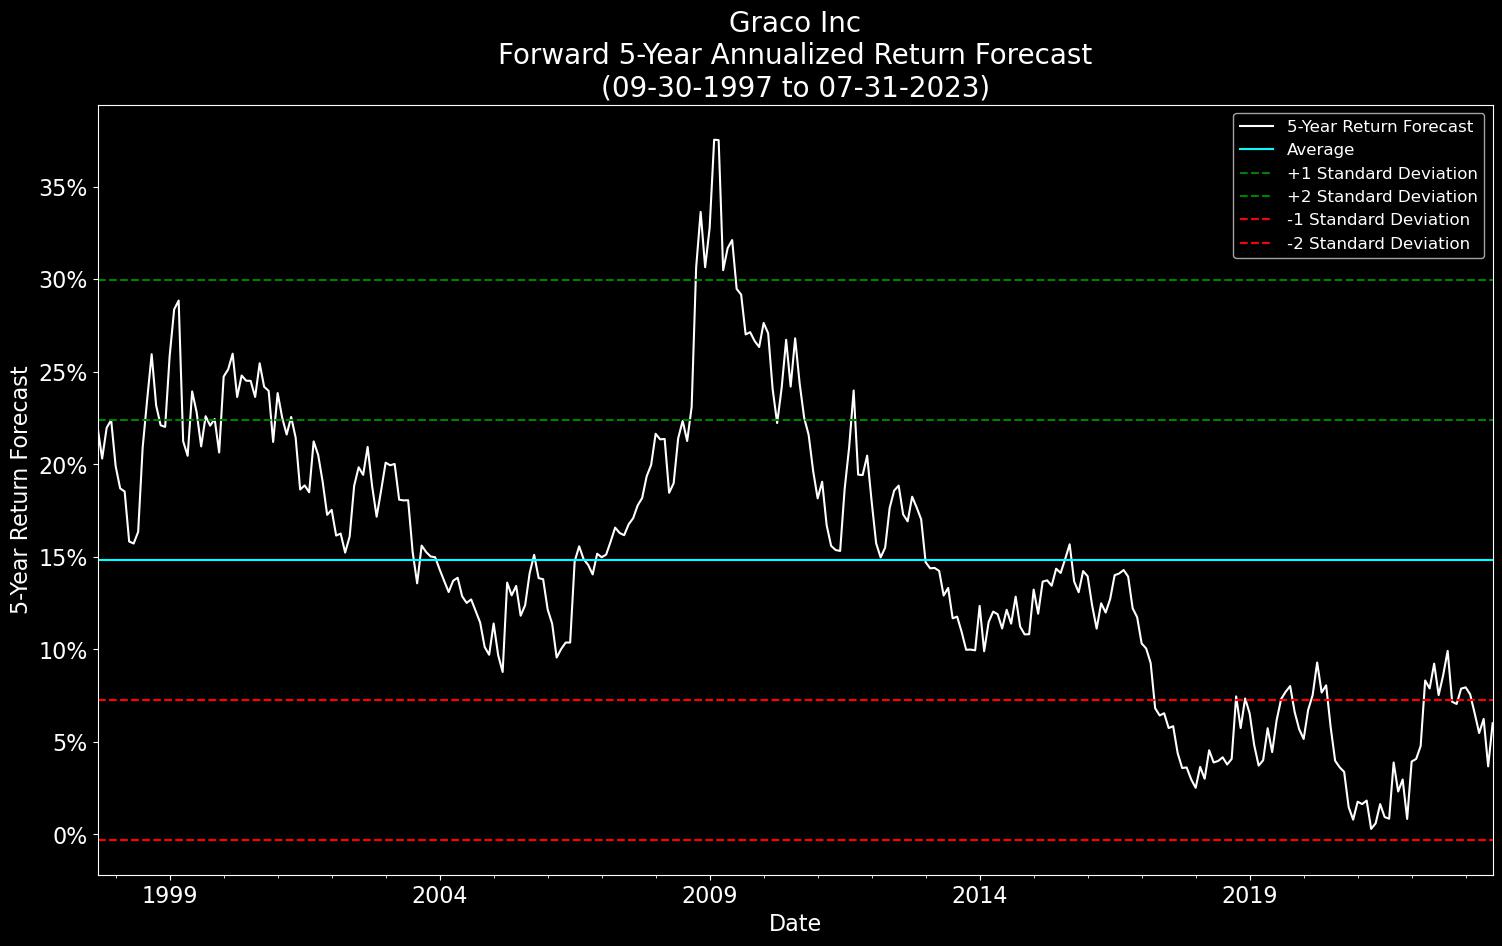 Graco Inc
Forward 5-Year Annualized Return Forecast
(09-30-1997 to 07-31-2023)
5-Year Return Forecast
Average
+1 Standard Deviation
+2 Standard Deviation
-1 Standard Deviation
-2 Standard Deviation
5-Year Return Forecast
35%
30%
25%
20%
15%
10%
5%
0%
1999 2004 2009 2014 2019
Date